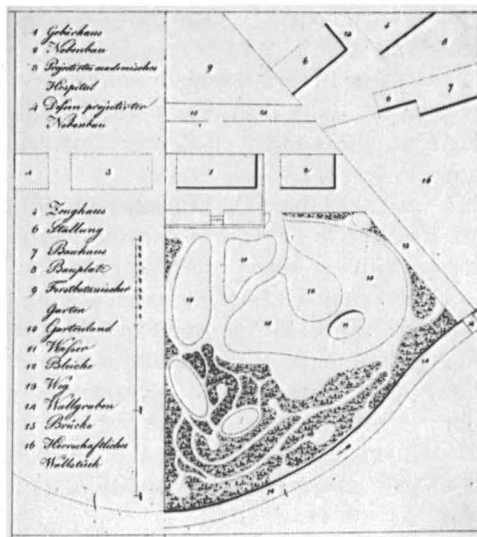 1 Gebärhaus
2 Nebenbau
3 Projectirtes academisches
Hospital
4 Dessen projectirter
Nebenbau
5 Zeughaus
6 Stallung
7 Bauhaus
8 Bauplatz
9 Forstbotanischer
Garten
10 Gartenland
11 Wasser
12 Bleiche
13 Weg
14 Wallgraben
15 Brücke
16 Herrschaftliches
Wallstück